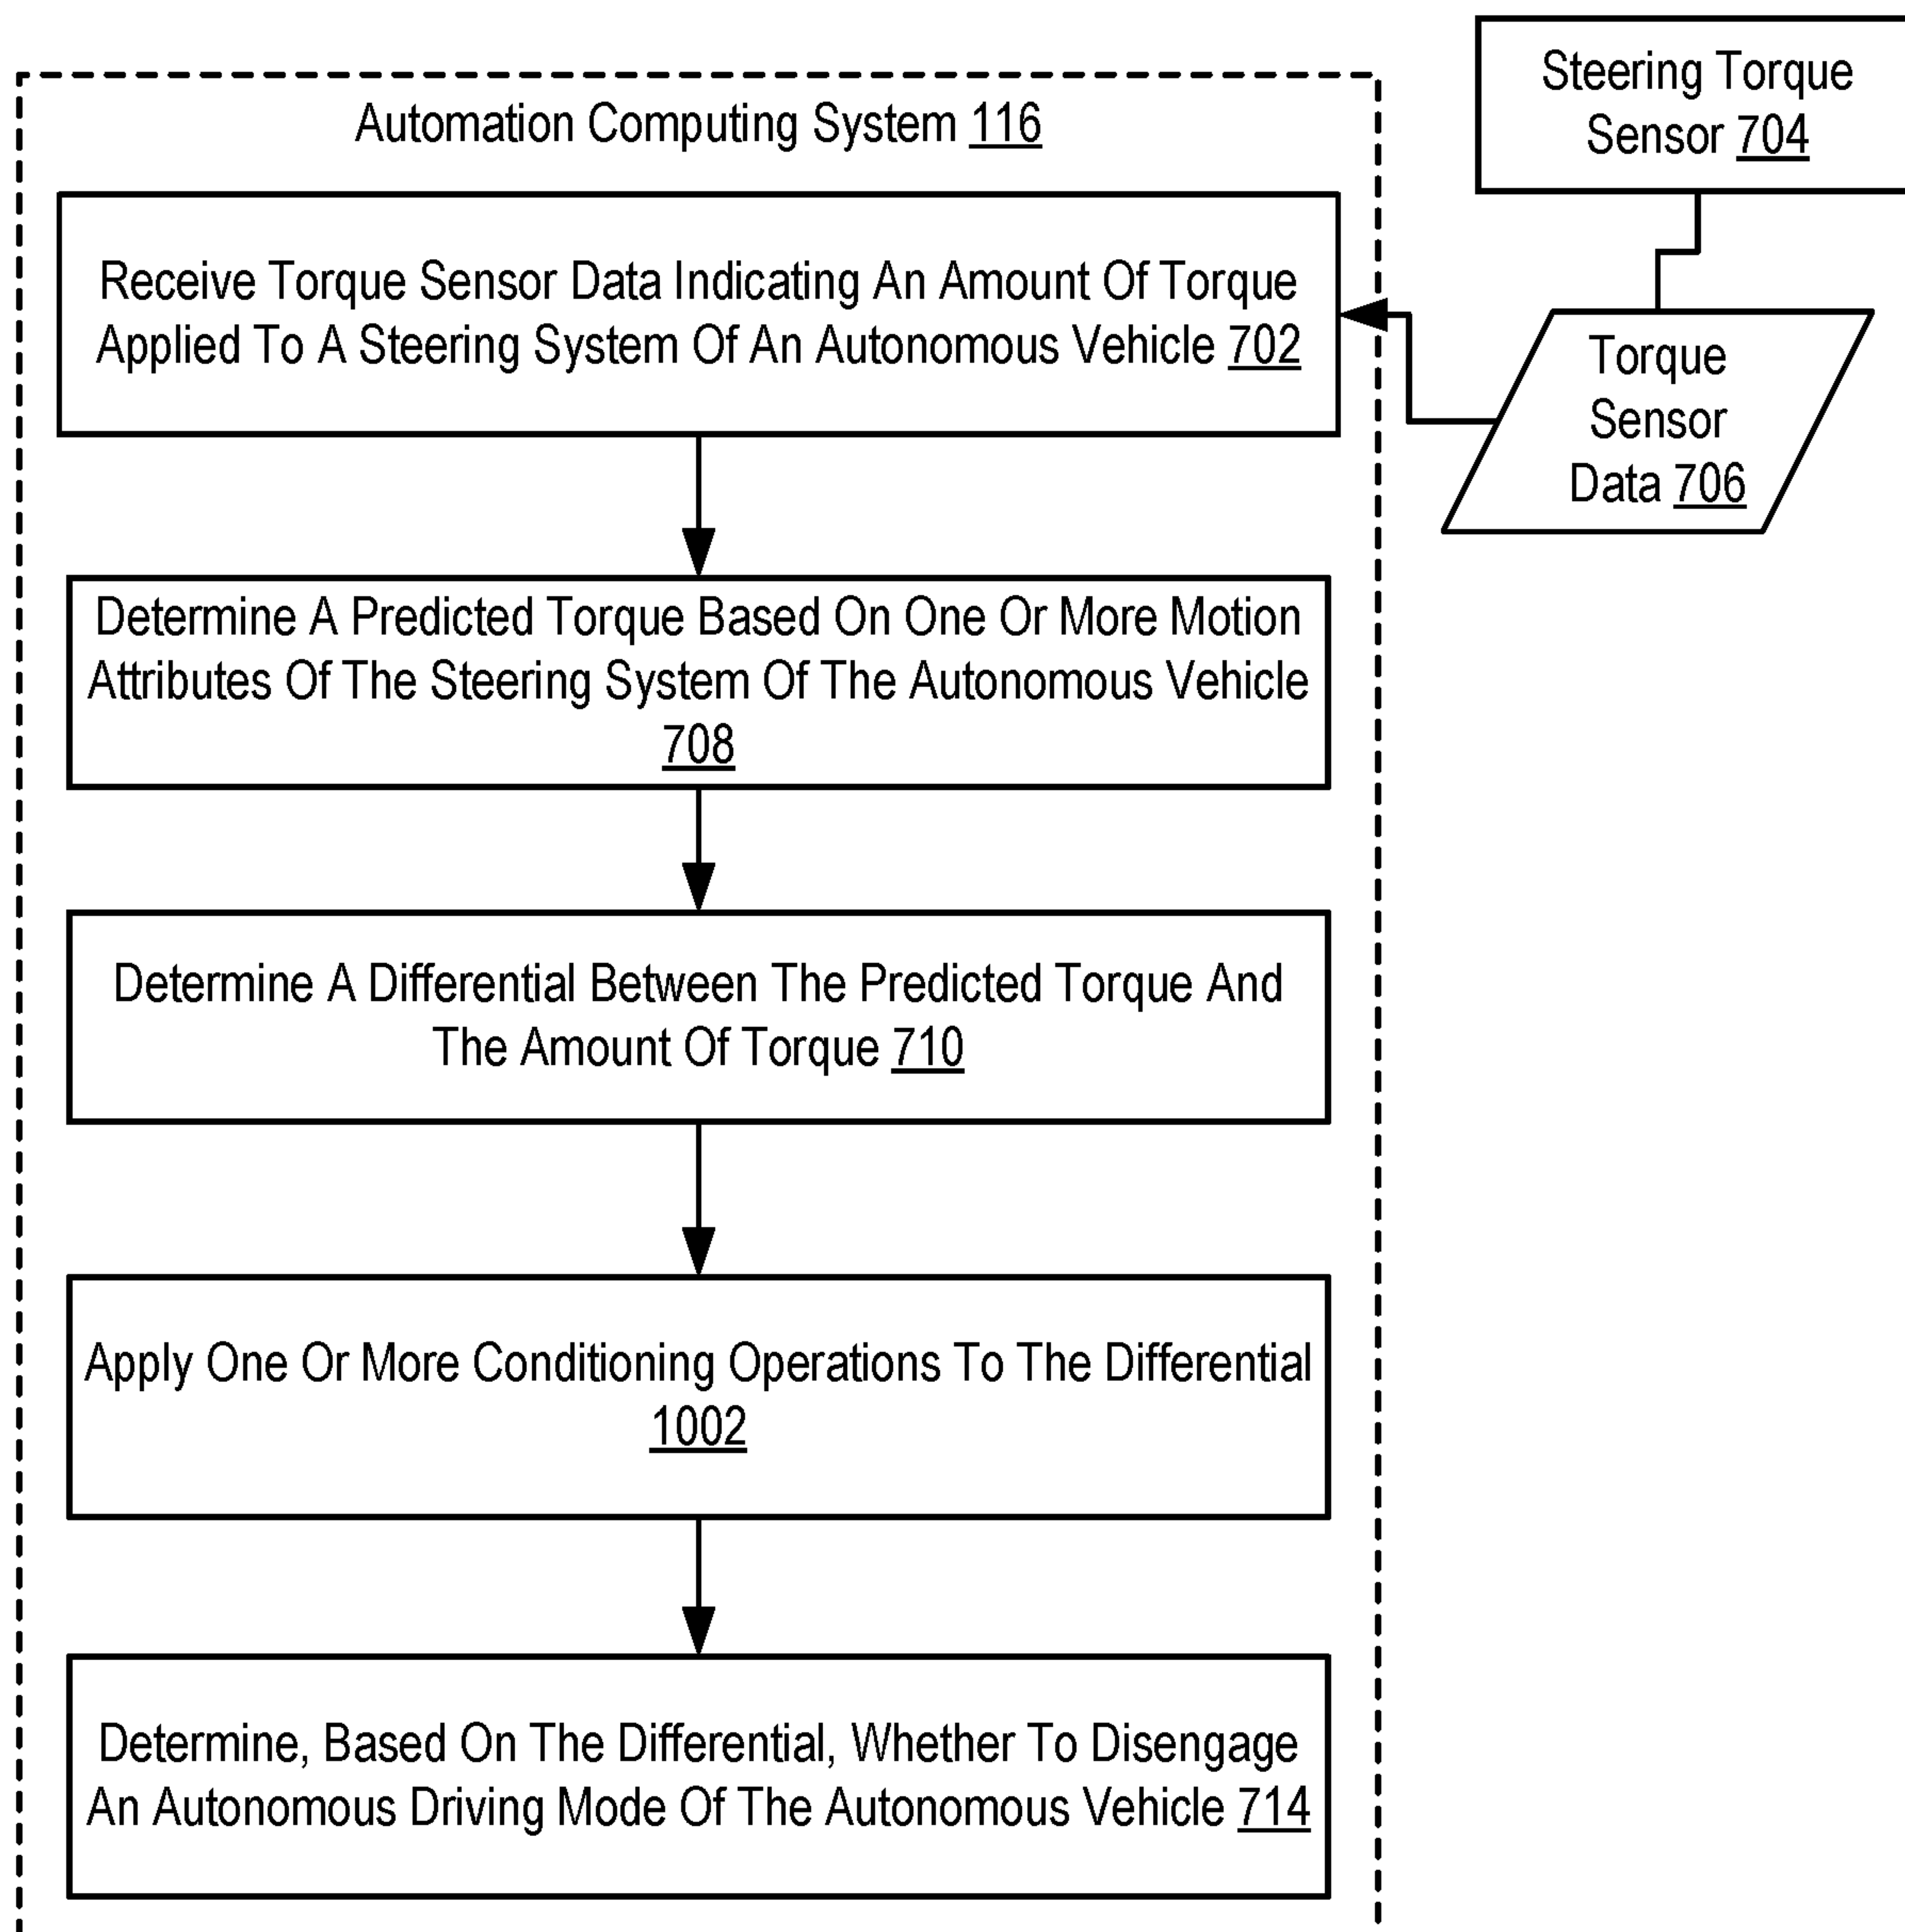 Steering Torque
Sensor 704
Automation Computing System 116
Receive Torque Sensor Data Indicating An Amount Of Torque
Applied To A Steering System Of An Autonomous Vehicle 702
Torque
Sensor
Data 706
Determine A Predicted Torque Based On One Or More Motion
Attributes Of The Steering System Of The Autonomous Vehicle
708
Determine A Differential Between The Predicted Torque And
The Amount Of Torque 710
Apply One Or More Conditioning Operations To The Differential
1002
Determine, Based On The Differential, Whether To Disengage
An Autonomous Driving Mode Of The Autonomous Vehicle 714